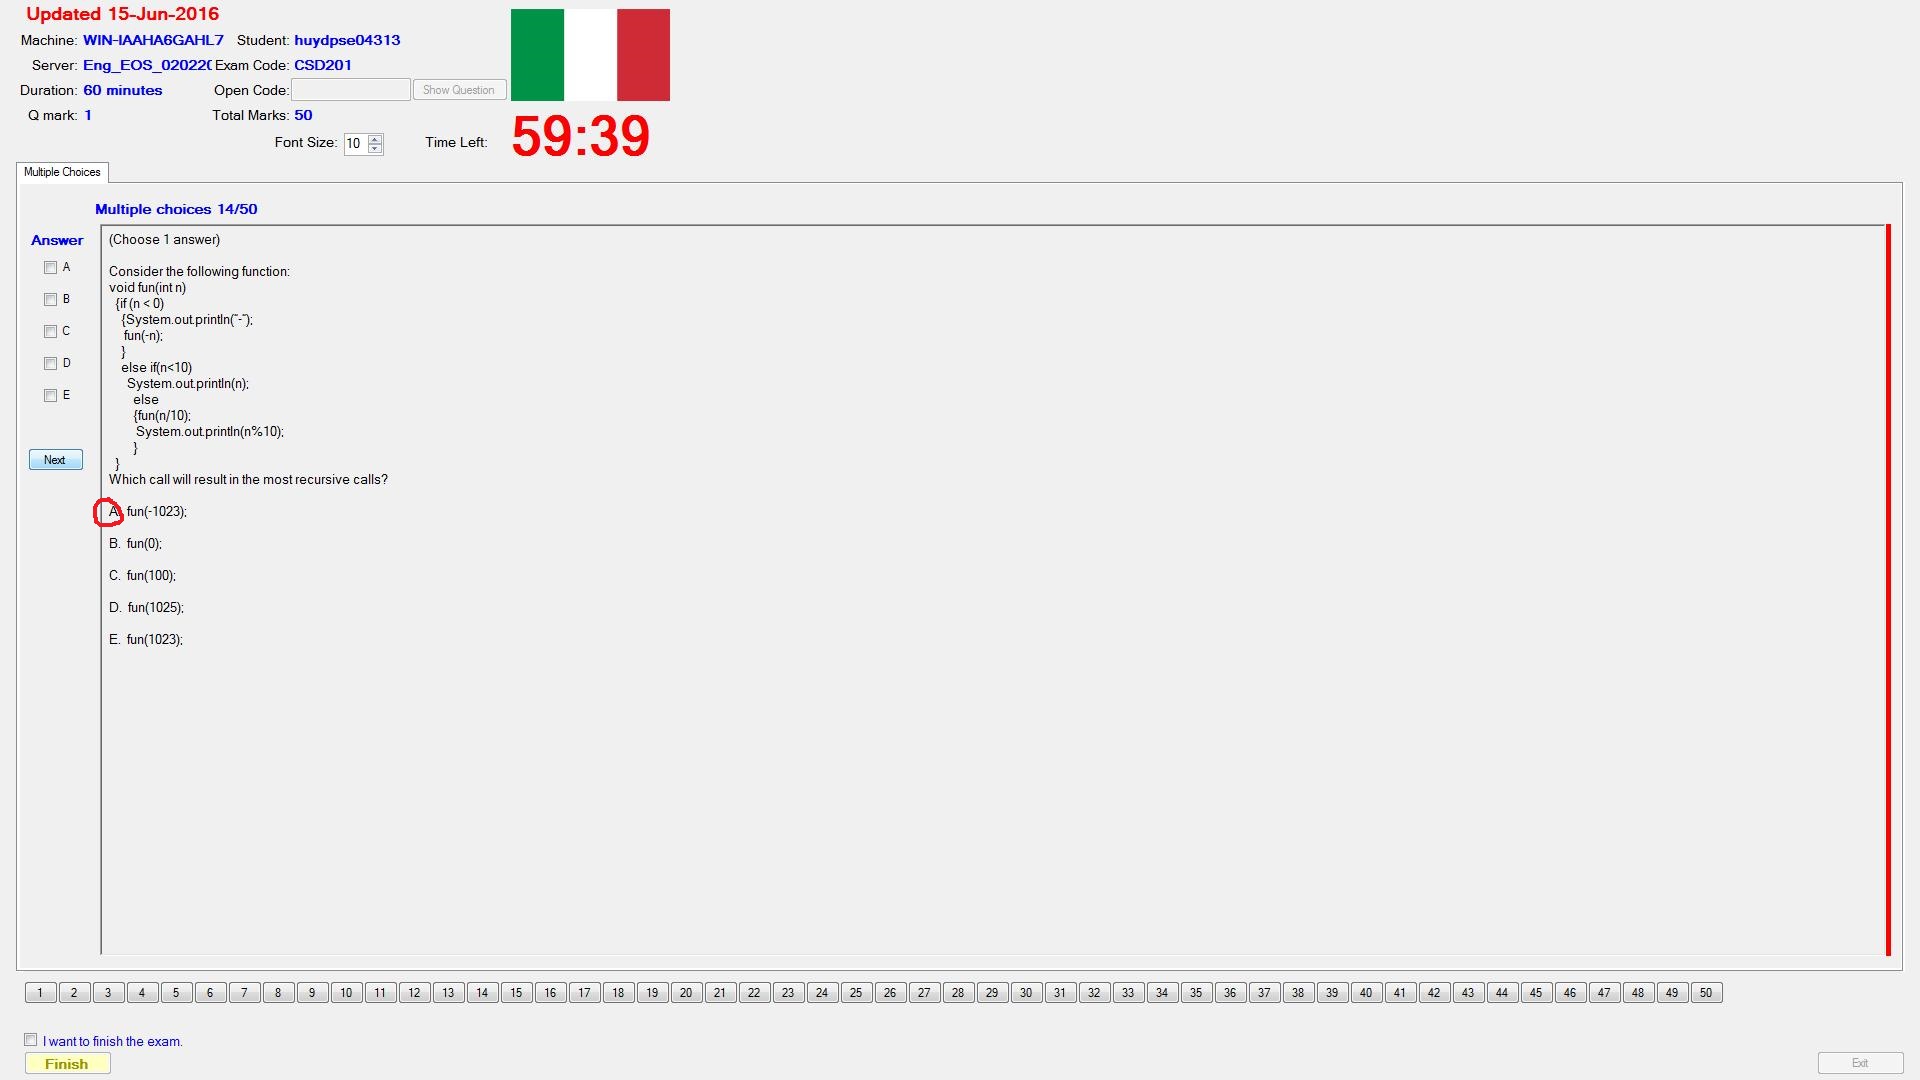 Updated 15-Jun-2016
Machine: WIN-IAAHA6GAHL7 Student: huydpse04313
Server: Eng_EOS_02022( Exam Code: CSD201
Duration: 60 minutes Open Code: Show Question
Q mark: 1 Total Marks: 50
Font Size: 10 Time Left: 59:39
Multiple Choices
Multiple choices 14/50
Answer
A
B
C
D
E
Next
(Choose 1 answer)
Consider the following function:
void fun(int n)
{if (n < 0)
{System.out.println("-");
fun(-n);
}
else if(n<10)
System.out.println(n);
else
{fun(n/10);
System.out.println(n%10);
}
}
Which call will result in the most recursive calls?
A. fun(-1023);
B. fun(0);
C. fun(100);
D. fun(1025);
E. fun(1023);
1 2 3 4 5 6 7 8 9 10 11 12 13 14 15 16 17 18 19 20 21 22 23 24 25 26 27 28 29 30 31 32 33 34 35 36 37 38 39 40 41 42 43 44 45 46 47 48 49 50
I want to finish the exam.
Finish Exit